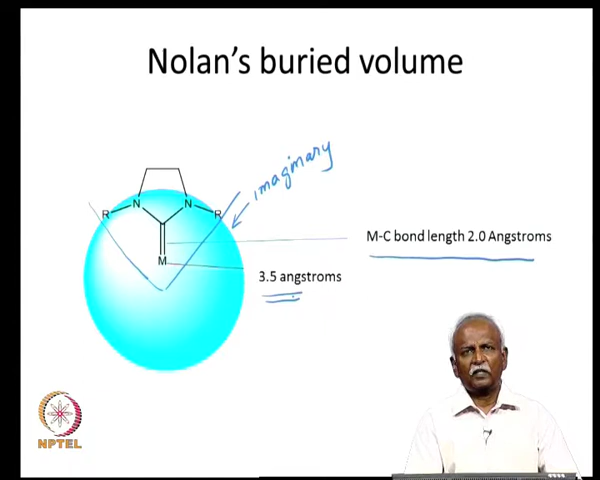 Nolan's buried volume
imaginary
R N N R
M
M-C bond length 2.0 Angstroms
3.5 angstroms
NPTEL